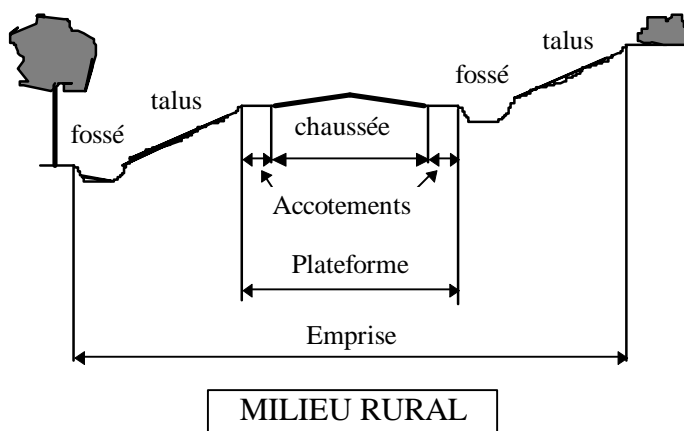 talus
fossé
talus
fossé
chaussée
Accotements
Plateforme
Emprise
MILIEU RURAL